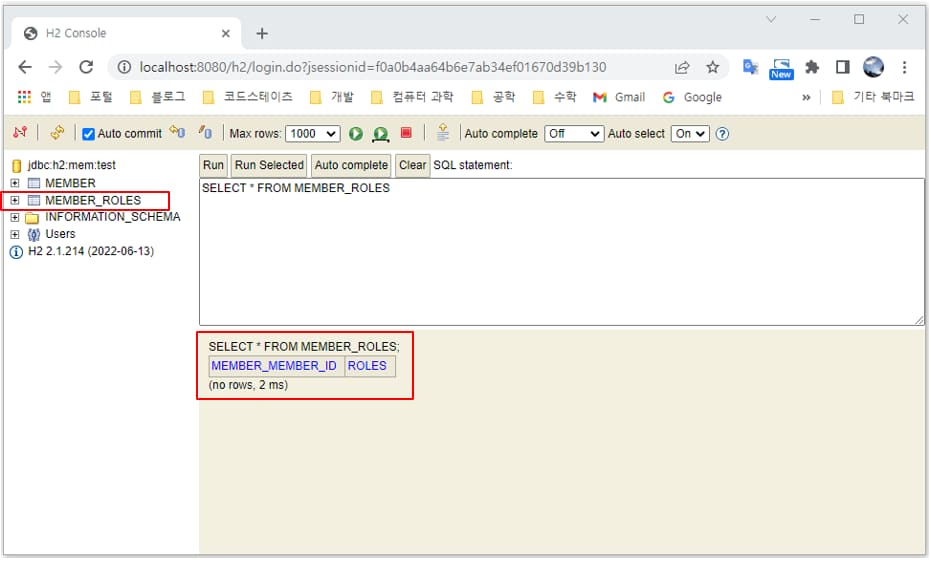 H2 Console
localhost:8080/h2/login.do?jsessionid=f0a0b4aa64b6e7ab34ef01670d39b130
New
앱 포털 블로그 코드스테이츠 개발 컴퓨터 과학 공학 수학 Gmail Google » 기타 북마크
Auto commit Max rows: 1000 Auto complete Off Auto select On
jdbc:h2:mem:test
MEMBER
MEMBER_ROLES
INFORMATION_SCHEMA
Users
H2 2.1.214 (2022-06-13)
Run Run Selected Auto complete Clear SQL statement:
SELECT * FROM MEMBER_ROLES
SELECT * FROM MEMBER_ROLES;
MEMBER_MEMBER_ID ROLES
(no rows, 2 ms)